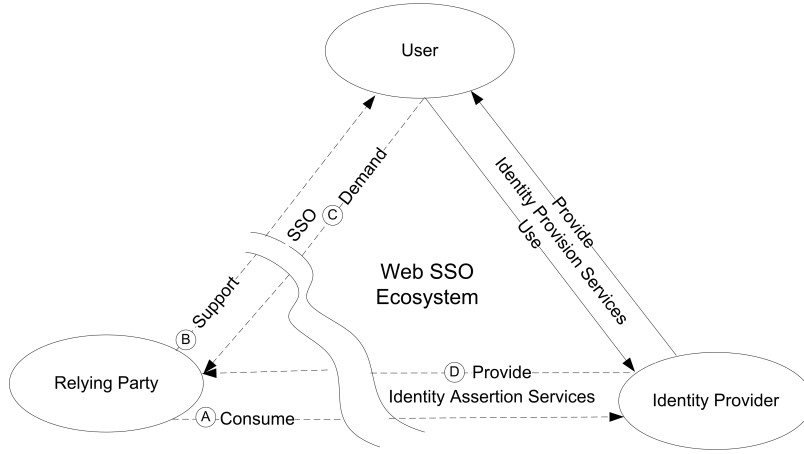 User
SSO
C Demand
Provide
Identity Provision Services
Use
Web SSO
Ecosystem
B Support
Relying Party
D Provide
Identity Assertion Services
A Consume
Identity Provider